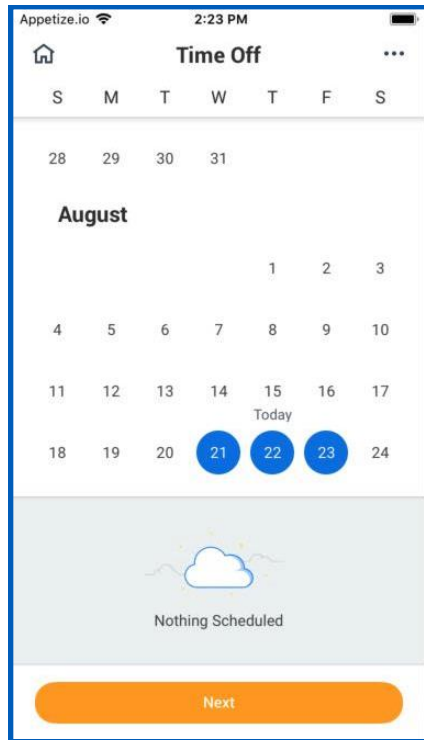 Appetize.io 2:23 PM
Time Off
S M T W T F S
28 29 30 31
August
1 2 3
4 5 6 7 8 9 10
11 12 13 14 15 16 17
Today
18 19 20 21 22 23 24
Nothing Scheduled
Next